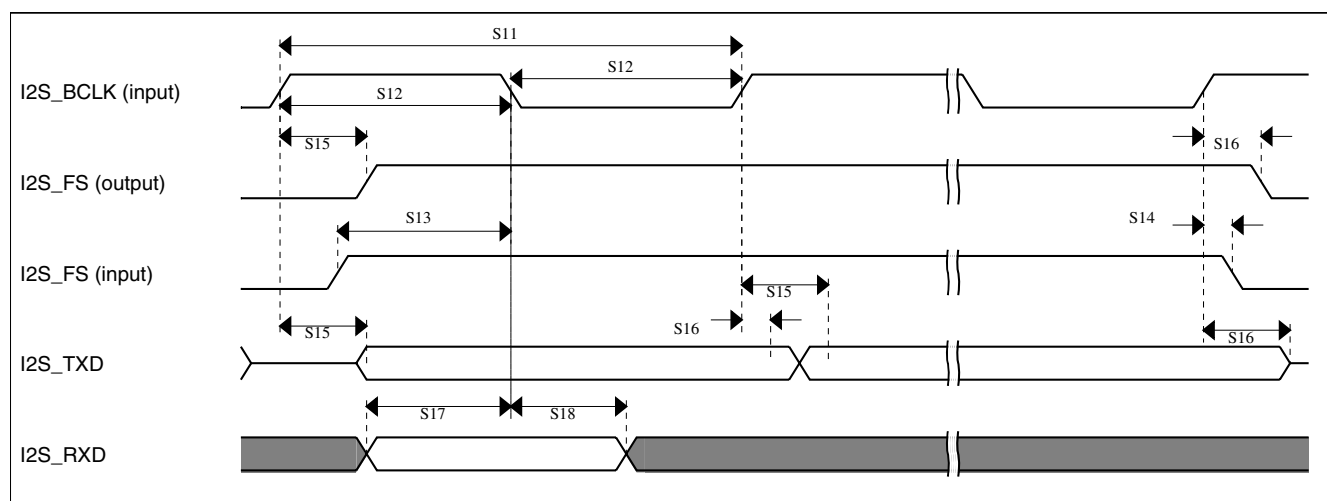 S11
S12
I2S_BCLK (input)
S12
S15
S16
I2S_FS (output)
S13
S14
I2S_FS (input)
S15
S15
S16
S16
I2S_TXD
S17
S18
I2S_RXD